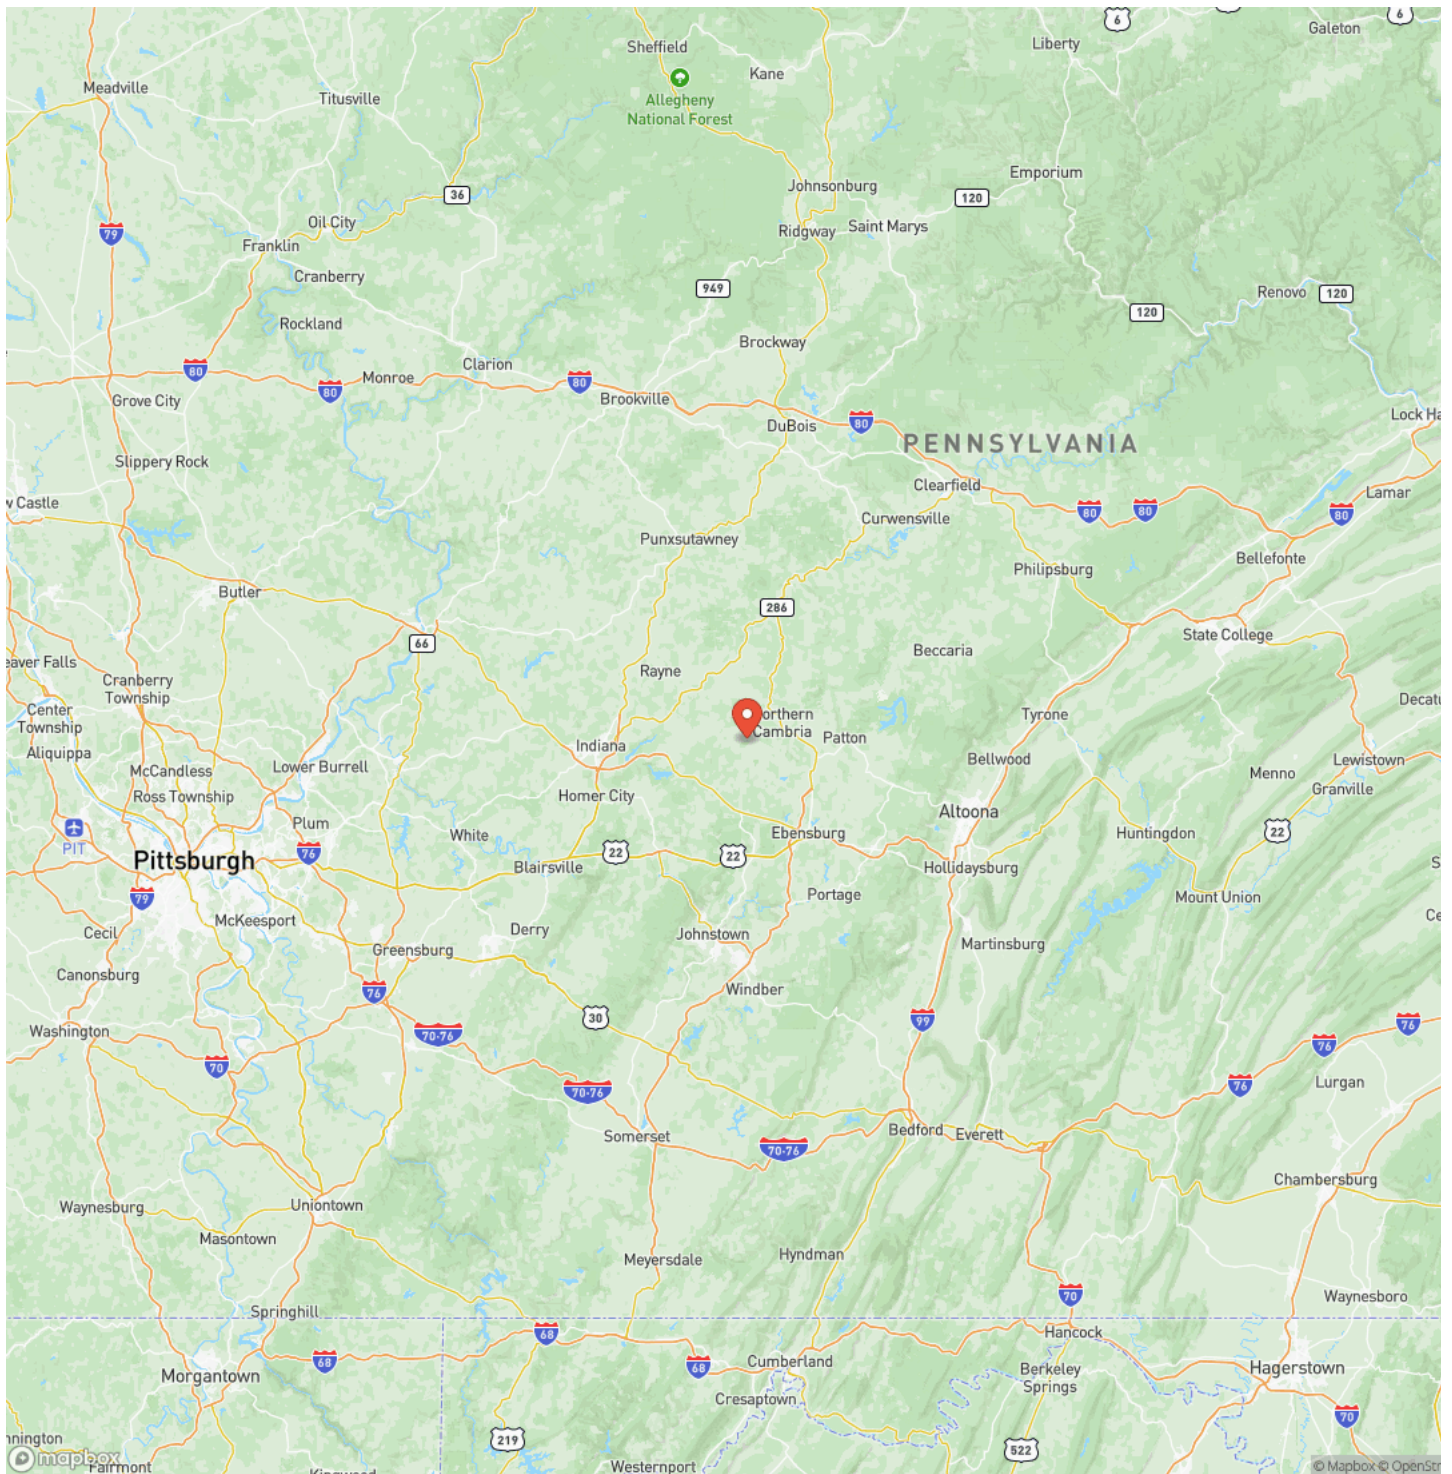 6
6
Galeton
Sheffield
Liberty
Kane
Meadville
Titusville
Allegheny
National Forest
Emporium
Johnsonburg
36
120
Oil City
Saint Marys
79
Ridgway
Franklin
Cranberry
949
Renovo
120
120
Rockland
Brockway
Clarion
80
Monroe
80
80
Grove City
Brookville
Lock Ha
DuBois
80
PENNSYLVANIA
Slippery Rock
Clearfield
Lamar
w Castle
80
80
80
Curwensville
Punxsutawney
Bellefonte
Philipsburg
Butler
286
State College
66
Beccaria
eaver Falls
Rayne
Cranberry
Township
Decatu
Center
Township
orthern
Cambria
Tyrone
Patton
Aliquippa
Indiana
Bellwood
Lewistown
McCandless
Lower Burrell
Menno
Ross Township
Homer City
Granville
Altoona
Plum
PIT
White
Ebensburg
Huntingdon
22
Pittsburgh
76
22
22
Blairsville
Hollidaysburg
S
79
Portage
Mount Union
McKeesport
Ce
Cecil
Derry
Johnstown
Greensburg
Martinsburg
Canonsburg
76
Windber
Washington
30
99
76
76
70-76
70
70-76
76
Lurgan
Somerset
Bedford
Everett
70-76
Chambersburg
Waynesburg
Uniontown
Masontown
Meyersdale
Hyndman
70
Waynesboro
Springhill
68
Hancock
68
68
Cumberland
Hagerstown
Morgantown
Berkeley
Springs
Cresaptown
70
219
522
nnington
mapbox
Fairmont
Kingwood
Westernport
© Mapbox © OpenStr